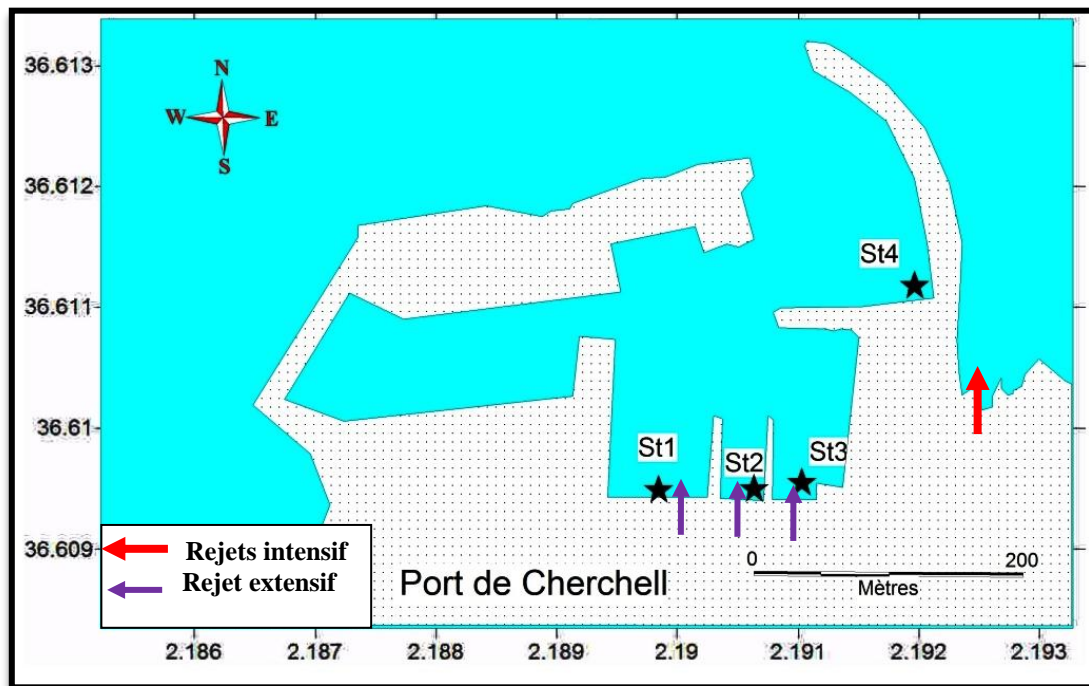 36.613
N
W E
S
36.612
St4
36.611
36.61
St1
St2
St3
Rejets intensif
36.609
0 200
Rejet extensif
Port de Cherchell
Mètres
2.186 2.187 2.188 2.189 2.19 2.191 2.192 2.193